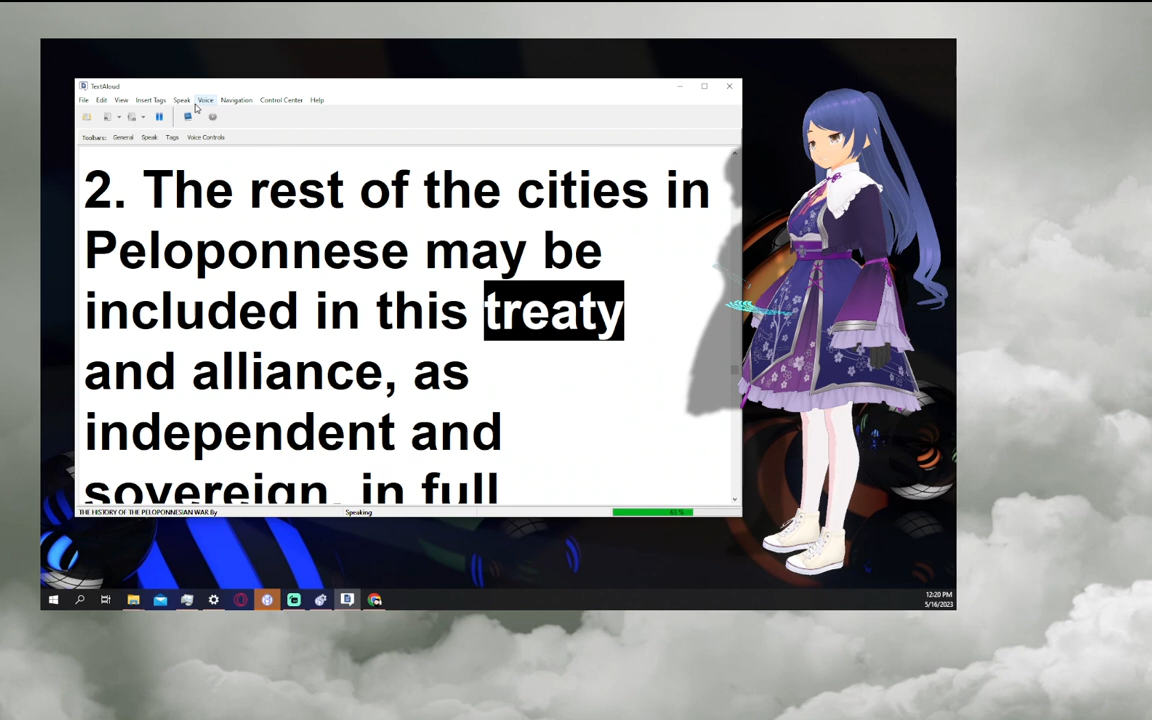 TextAloud
File Edit View Insert Tags Speak Voice Navigation Control Center Help
Toolbars: General Speak Tags Voice Controls
2. The rest of the cities in
Peloponnese may be
included in this treaty
and alliance, as
independent and
sovereign, in full
THE HISTORY OF THE PELOPONNESIAN WAR By
Speaking
63 %
12:20 PM
5/16/2023